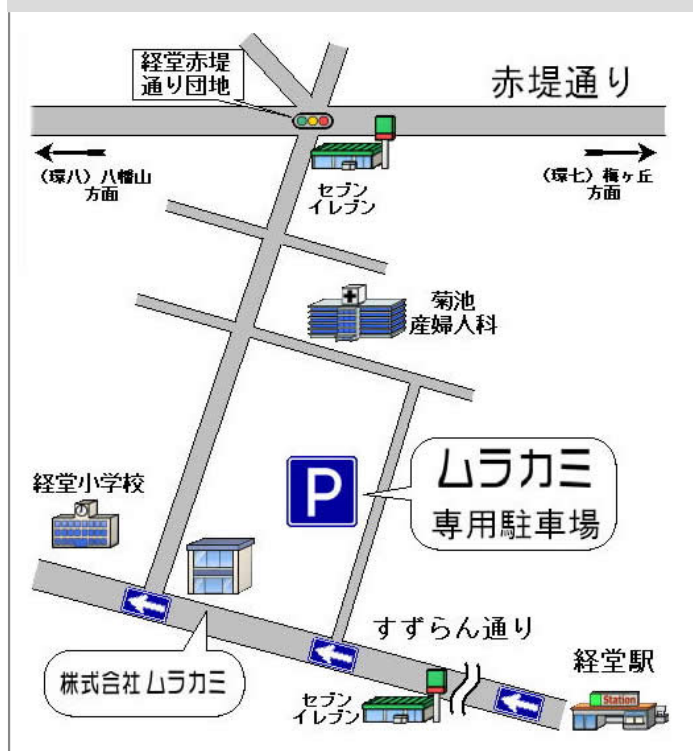 経堂赤堤
通り団地
赤堤通り
(環八)八幡山
方面
(環七)梅ヶ丘
方面
セブン
イレブン
菊池
産婦人科
ムラカミ
専用駐車場
P
経堂小学校
すずらん通り
株式会社ムラカミ
セブン
イレブン
経堂駅
Station